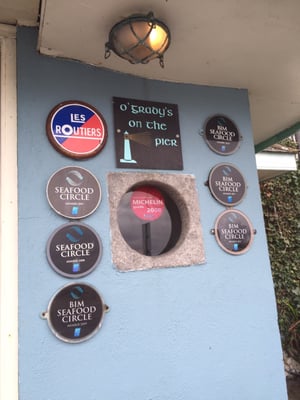 LES
ROUTIERS
O'Grady's
on the
PIER
BIM
SEAFOOD
CIRCLE
MICHELIN
2008
SEAFOOD
CIRCLE
SEAFOOD
CIRCLE
BIM
SEAFOOD
CIRCLE
BIM
SEAFOOD
CIRCLE
BIM
SEAFOOD
CIRCLE